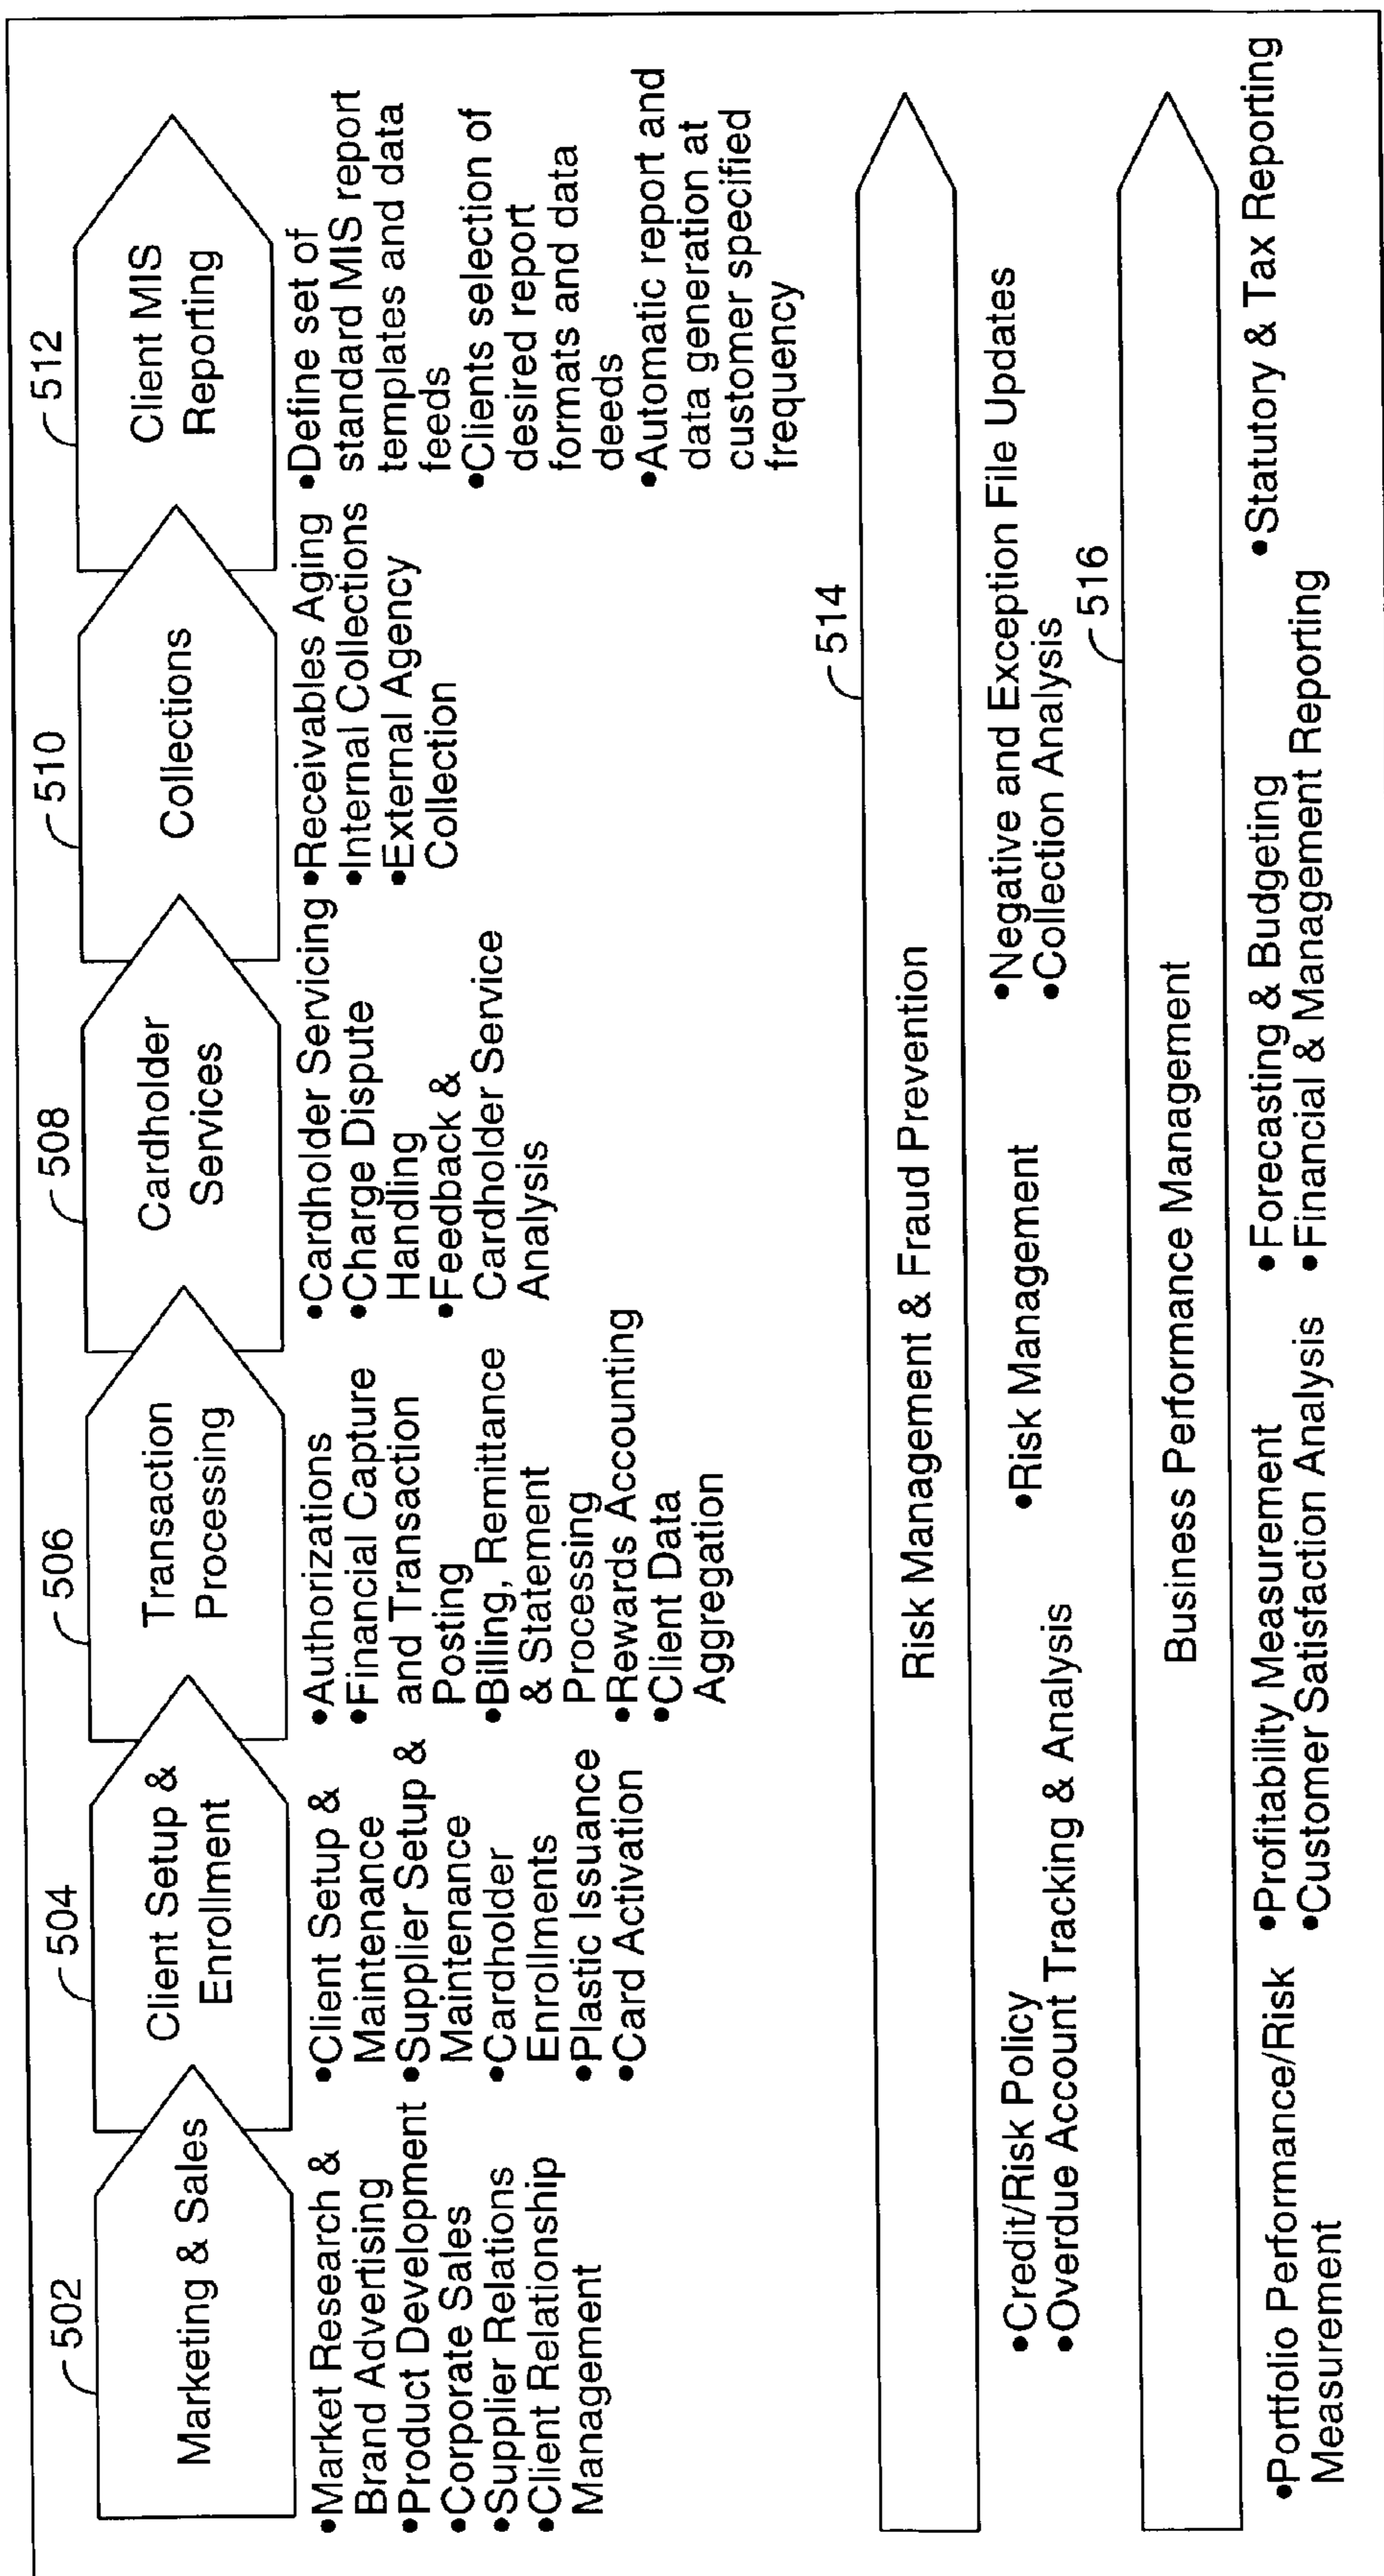 502
Marketing & Sales
•Market Research &
Brand Advertising
•Product Development
•Corporate Sales
•Supplier Relations
•Client Relationship
Management
504
Client Setup &
Enrollment
•Client Setup &
Maintenance
•Supplier Setup &
Maintenance
•Cardholder
Enrollments
•Plastic Issuance
•Card Activation
506
Transaction
Processing
•Authorizations
•Financial Capture
and Transaction
Posting
•Billing, Remittance
& Statement
Processing
•Rewards Accounting
•Client Data
Aggregation
508
Cardholder
Services
•Cardholder Servicing
•Charge Dispute
Handling
•Feedback &
Cardholder Service
Analysis
510
Collections
•Receivables Aging
•Internal Collections
•External Agency
Collection
512
Client MIS
Reporting
•Define set of
standard MIS report
templates and data
feeds
•Clients selection of
desired report
formats and data
deeds
•Automatic report and
data generation at
customer specified
frequency
514
Risk Management & Fraud Prevention
•Credit/Risk Policy
•Overdue Account Tracking & Analysis
•Risk Management
•Negative and Exception File Updates
•Collection Analysis
516
Business Performance Management
•Portfolio Performance/Risk
Measurement
•Profitability Measurement
•Customer Satisfaction Analysis
•Forecasting & Budgeting
•Financial & Management Reporting
•Statutory & Tax Reporting